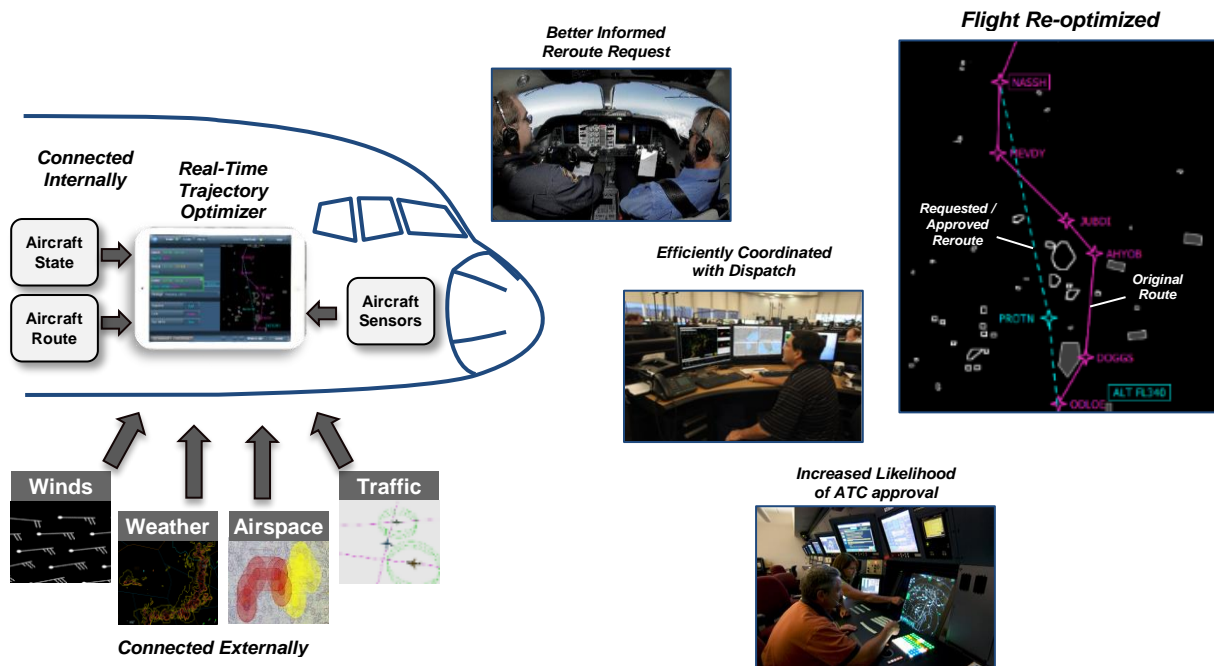 Flight Re-optimized
Better Informed
Reroute Request
Connected
Internally
Real-Time
Trajectory
Optimizer
Aircraft
State
Aircraft
Route
Aircraft
Sensors
Efficiently Coordinated
with Dispatch
NASSH
HEVDY
JUBDI
AHYOB
Requested /
Approved
Reroute
Original
Route
PROTN
DOGGS
ALT FL340
Winds
Weather
Airspace
Traffic
Connected Externally
Increased Likelihood
of ATC approval